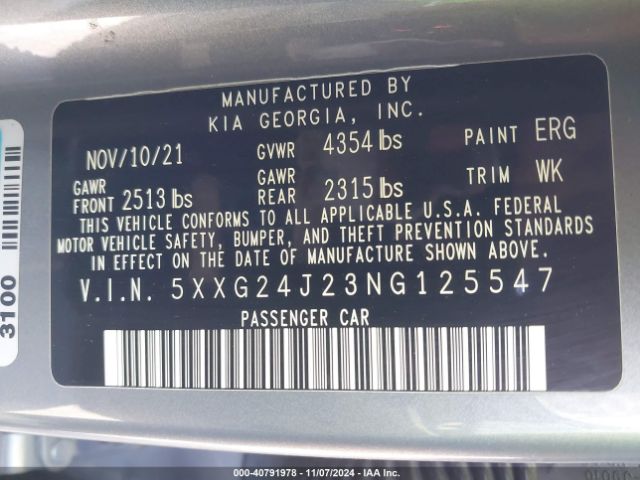 MANUFACTURED BY
KIA GEORGIA, INC.
NOV/10/21 GVWR 4354 lbs PAINT ERG
GAWR FRONT 2513 lbs GAWR REAR 2315 lbs TRIM WK
THIS VEHICLE CONFORMS TO ALL APPLICABLE U.S.A. FEDERAL
MOTOR VEHICLE SAFETY, BUMPER, AND THEFT PREVENTION STANDARDS
IN EFFECT ON THE DATE OF MANUFACTURE SHOWN ABOVE.
V.I.N. 5XXG24J23NG125547
PASSENGER CAR
3100
000-40791978 - 11/07/2024 - IAA Inc.